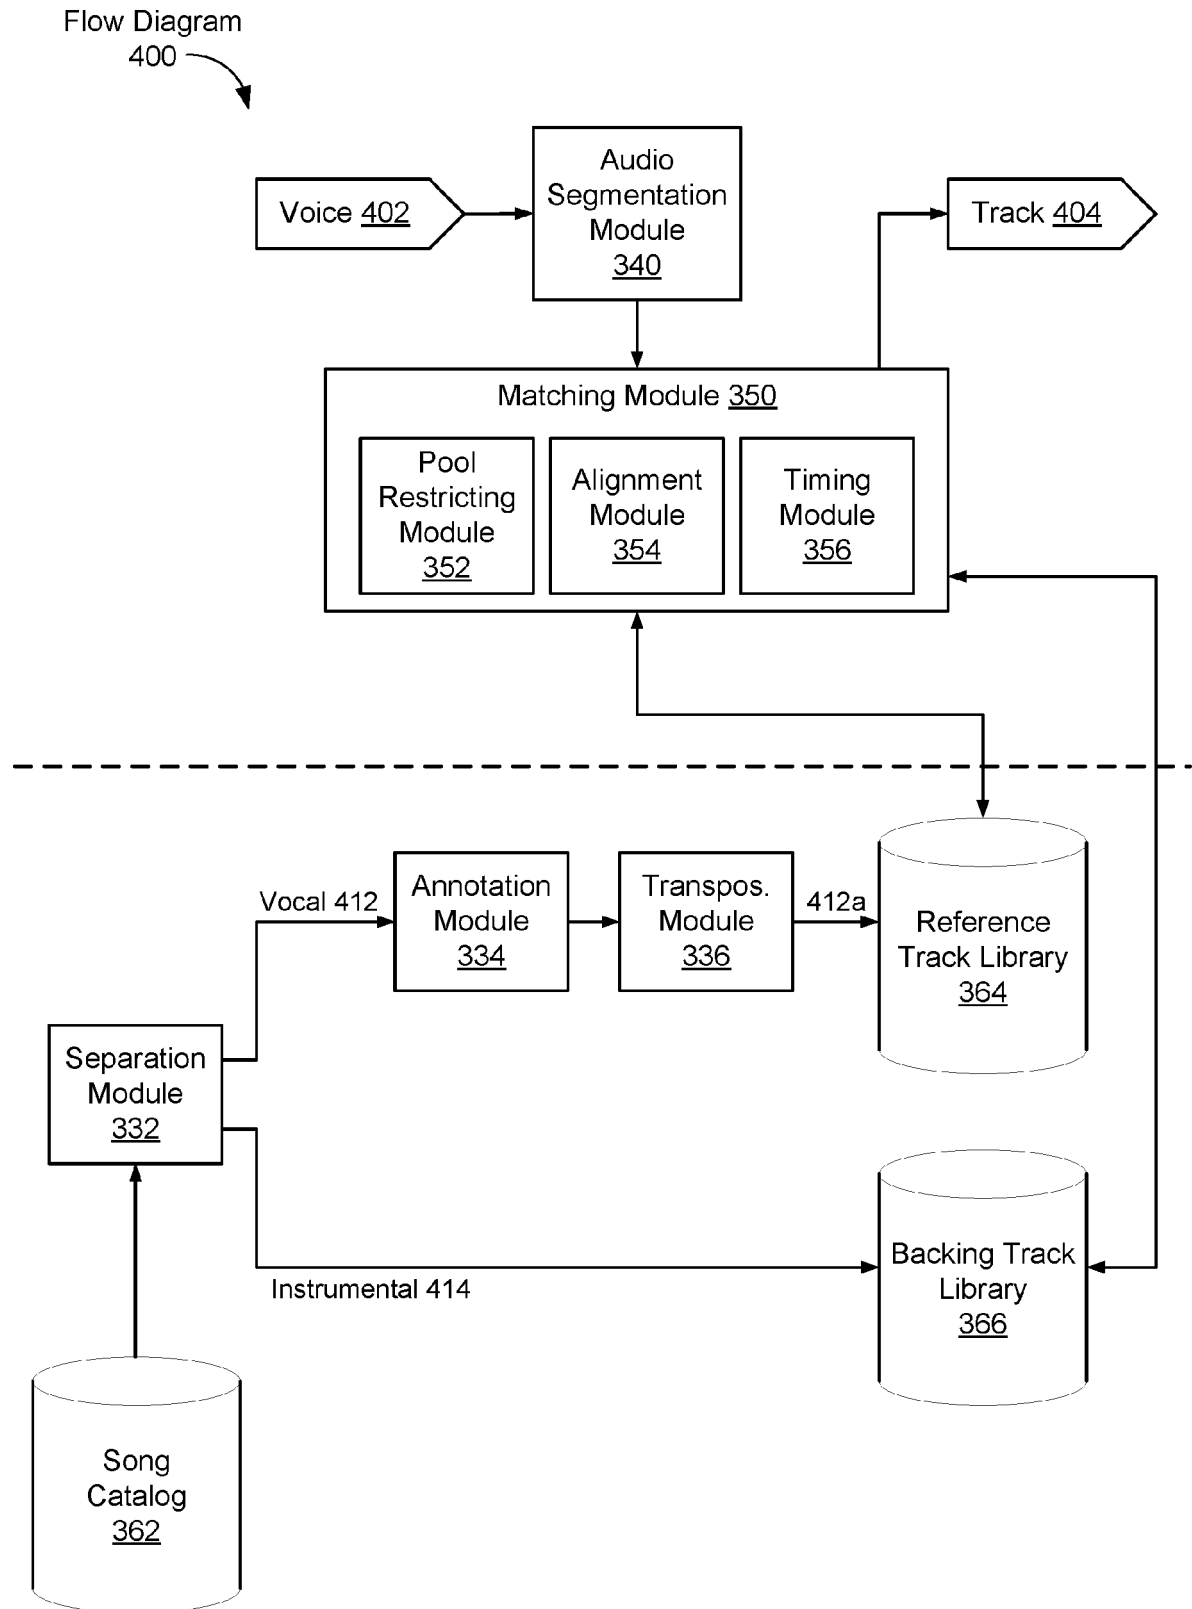 Flow Diagram
400
Voice 402
Audio
Segmentation
Module
340
Track 404
Matching Module 350
Pool
Restricting
Module
352
Alignment
Module
354
Timing
Module
356
Vocal 412
Annotation
Module
334
Transpos.
Module
336
412a
Reference
Track Library
364
Separation
Module
332
Instrumental 414
Backing Track
Library
366
Song
Catalog
362